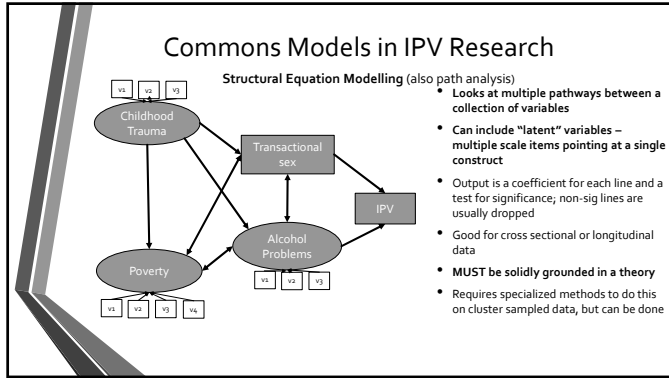 Commons Models in IPV Research
Structural Equation Modelling (also path analysis)
v1 v2 v3
Childhood
Trauma
Transactional
sex
IPV
Alcohol
Problems
v1 v2 v3
Poverty
v1 v2 v3 v4
• Looks at multiple pathways between a
collection of variables
• Can include “latent” variables –
multiple scale items pointing at a single
construct
• Output is a coefficient for each line and a
test for significance; non-sig lines are
usually dropped
• Good for cross sectional or longitudinal
data
• MUST be solidly grounded in a theory
• Requires specialized methods to do this
on cluster sampled data, but can be done